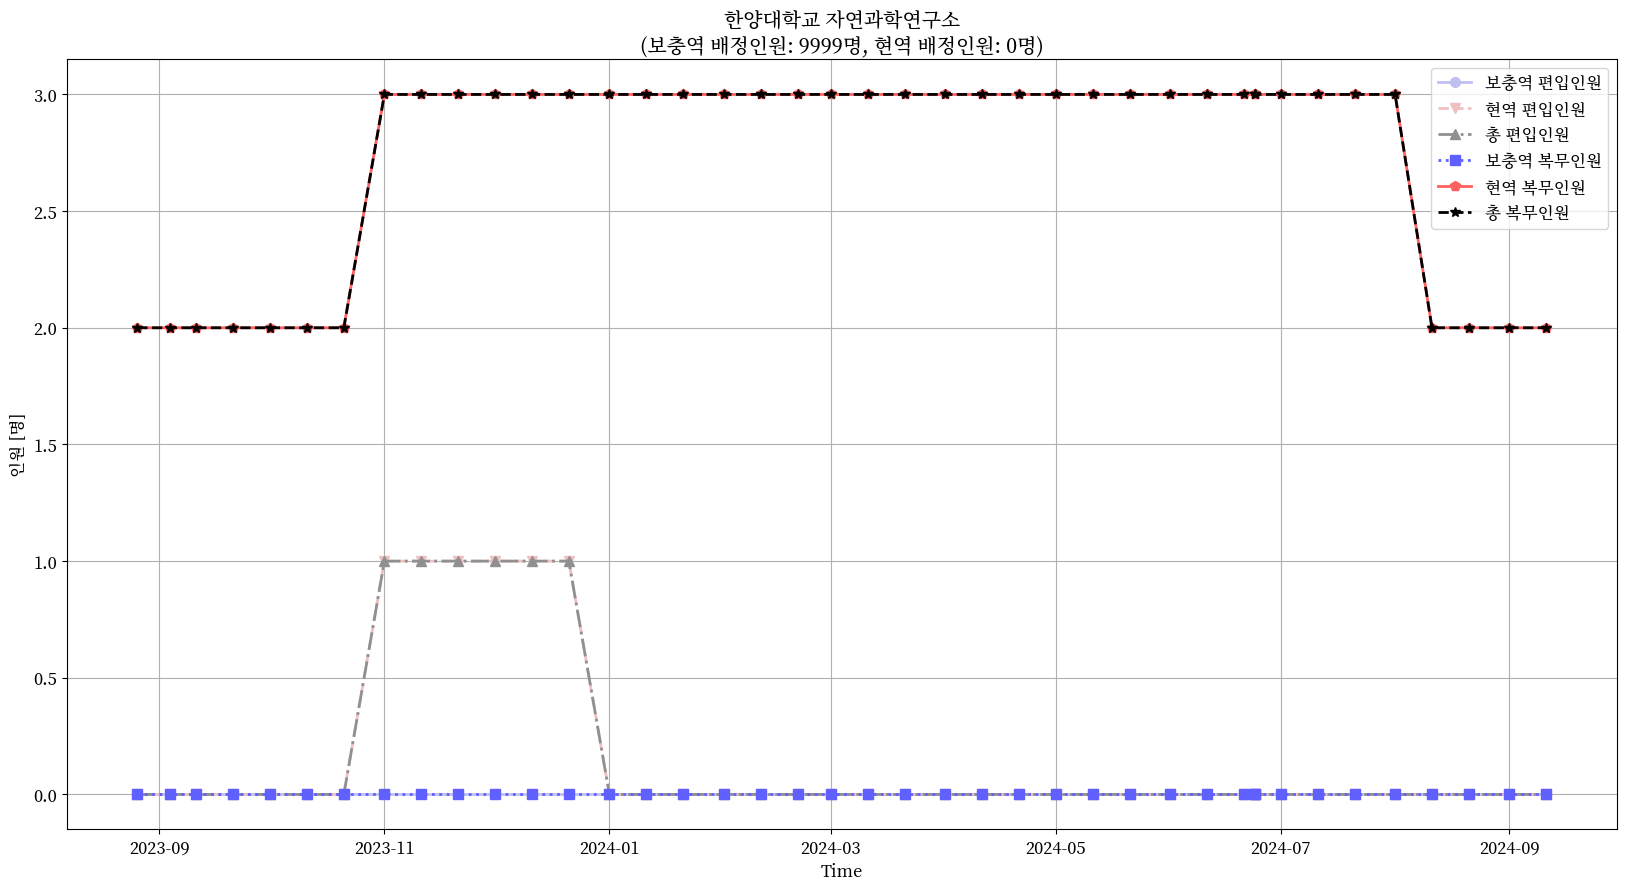 한양대학교 자연과학연구소
(보충역 배정인원: 9999명, 현역 배정인원: 0명)
보충역 편입인원
현역 편입인원
총 편입인원
보충역 복무인원
현역 복무인원
총 복무인원
3.0
2.5
2.0
1.5
1.0
0.5
0.0
인원 [명]
2023-09
2023-11
2024-01
2024-03
2024-05
2024-07
2024-09
Time